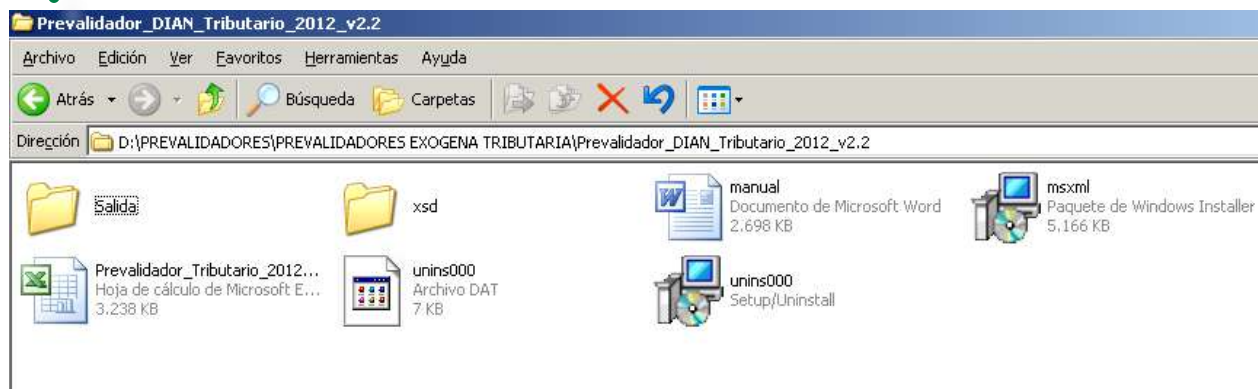 Prevalidador_DIAN_Tributario_2012_v2.2
Archivo Edición Ver Favoritos Herramientas Ayuda
Atrás Búsqueda Carpetas
Dirección D:\PREVALIDADORES\PREVALIDADORES EXOGENA TRIBUTARIA\Prevalidador_DIAN_Tributario_2012_v2.2
Salida
xsd
manual
Documento de Microsoft Word
2.698 KB
msxml
Paquete de Windows Installer
5.166 KB
Prevalidador_Tributario_2012...
Hoja de cálculo de Microsoft E...
3.238 KB
unins000
Archivo DAT
7 KB
unins000
Setup/Uninstall